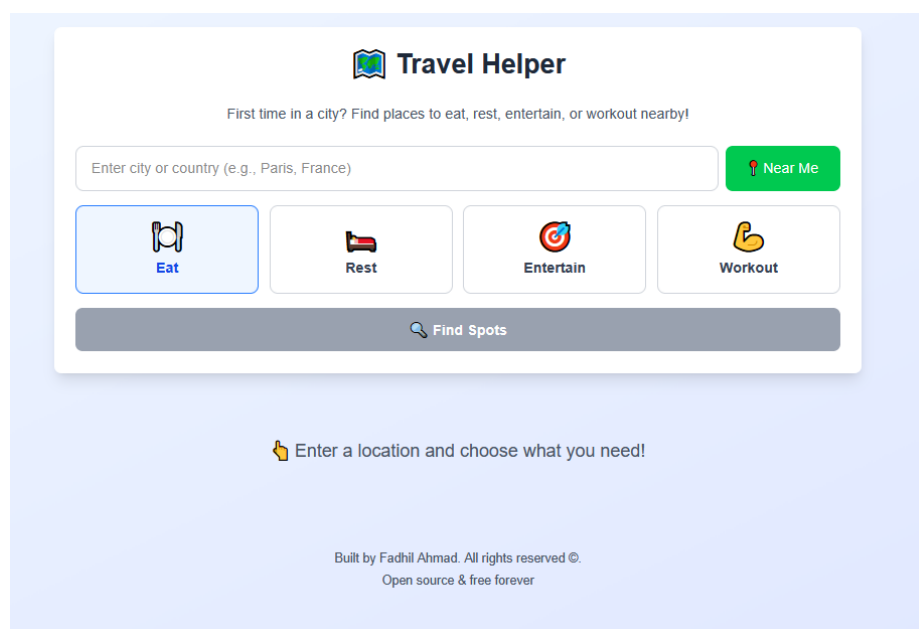 Travel Helper
First time in a city? Find places to eat, rest, entertain, or workout nearby!
Enter city or country (e.g., Paris, France)
Near Me
Eat
Rest
Entertain
Workout
Find Spots
Enter a location and choose what you need!
Built by Fadhil Ahmad. All rights reserved ©.
Open source & free forever